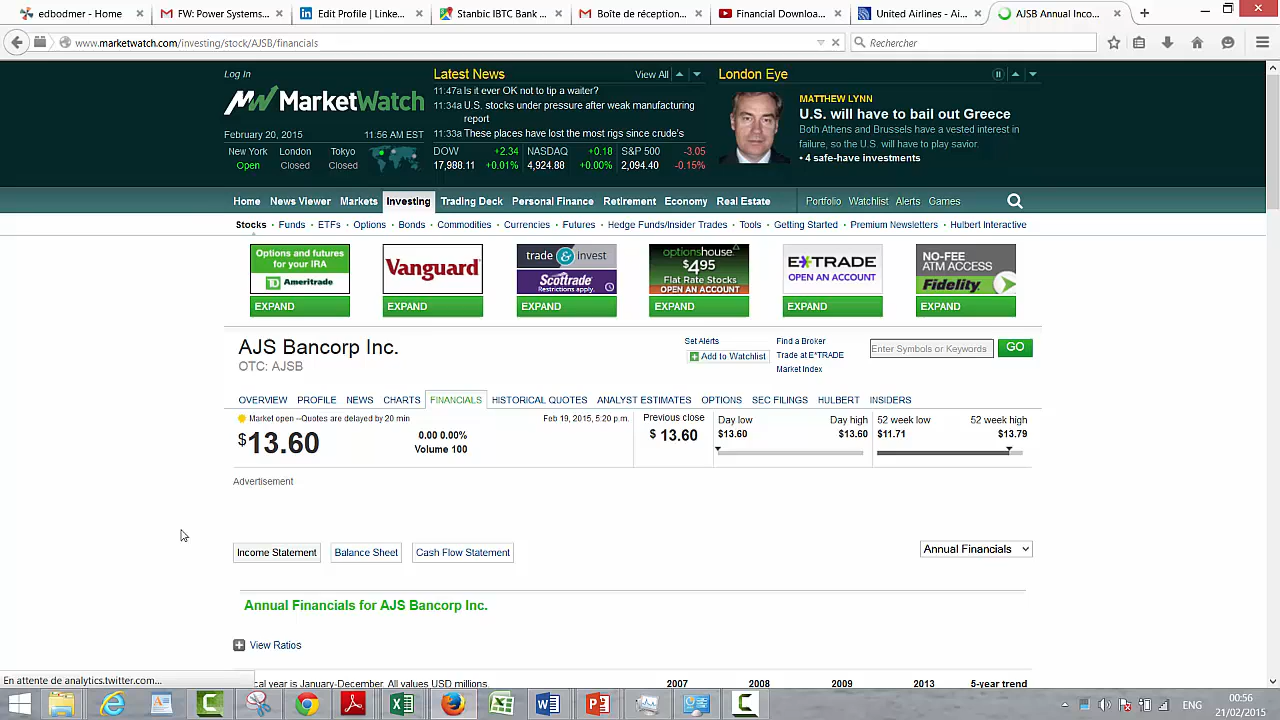 edbodmer - Home
FW: Power Systems...
Edit Profile | Linke...
Stanbic IBTC Bank ...
Boîte de réception...
Financial Downloa...
United Airlines - Ai...
AJSB Annual Inco...
www.marketwatch.com/investing/stock/AJSB/financials
Rechercher
Log In
MarketWatch
February 20, 2015 11:56 AM EST
New York London Tokyo
Open Closed Closed
Latest News View All
11:47a Is it ever OK not to tip a waiter?
11:34a U.S. stocks under pressure after weak manufacturing
report
11:33a These places have lost the most rigs since crude's
DOW +2.34 NASDAQ +0.18 S&P 500 -3.05
17,988.11 +0.01% 4,924.88 +0.00% 2,094.40 -0.15%
London Eye
MATTHEW LYNN
U.S. will have to bail out Greece
Both Athens and Brussels have a vested interest in
failure, so the U.S. will have to play savior.
• 4 safe-have investments
Home News Viewer Markets Investing Trading Deck Personal Finance Retirement Economy Real Estate Portfolio Watchlist Alerts Games
Stocks · Funds · ETFs · Options · Bonds · Commodities · Currencies · Futures · Hedge Funds/Insider Trades · Tools · Getting Started · Premium Newsletters · Hulbert Interactive
Options and futures
for your IRA
Ameritrade
EXPAND
Vanguard
EXPAND
trade & invest
Scottrade
Restrictions apply.
EXPAND
optionshouse
$4.95
Flat Rate Stocks
OPEN AN ACCOUNT
EXPAND
E*TRADE
OPEN AN ACCOUNT
EXPAND
NO-FEE
ATM ACCESS
Fidelity
EXPAND
AJS Bancorp Inc.
OTC: AJSB
Set Alerts
Add to Watchlist
Find a Broker
Trade at E*TRADE
Market Index
Enter Symbols or Keywords GO
OVERVIEW PROFILE NEWS CHARTS FINANCIALS HISTORICAL QUOTES ANALYST ESTIMATES OPTIONS SEC FILINGS HULBERT INSIDERS
Market open --Quotes are delayed by 20 min Feb 19, 2015, 5:20 p.m.
$13.60
0.00 0.00%
Volume 100
Previous close
$ 13.60
Day low Day high
$13.60 $13.60
52 week low 52 week high
$11.71 $13.79
Advertisement
Income Statement Balance Sheet Cash Flow Statement Annual Financials
Annual Financials for AJS Bancorp Inc.
View Ratios
cal year is January-December. All values USD millions 2007 2008 2009 2013 5-year trend
En attente de analytics.twitter.com...
ENG
00:56
21/02/2015